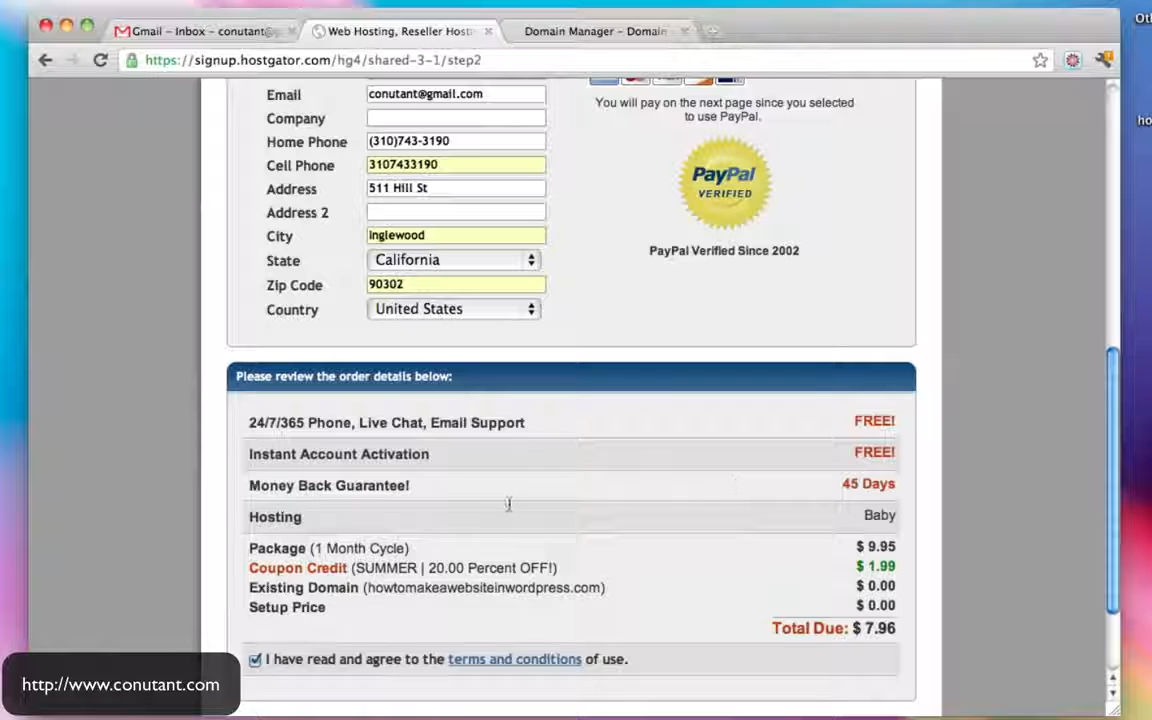 Gmail – Inbox – conutant@
Web Hosting, Reseller Host
Domain Manager – Domain
https://signup.hostgator.com/hg4/shared-3-1/step2
Email conutant@gmail.com
Company
Home Phone (310)743-3190
Cell Phone 3107433190
Address 511 Hill St
Address 2
City Inglewood
State California
Zip Code 90302
Country United States
You will pay on the next page since you selected
to use PayPal.
PayPal
VERIFIED
PayPal Verified Since 2002
Please review the order details below:
24/7/365 Phone, Live Chat, Email Support FREE!
Instant Account Activation FREE!
Money Back Guarantee! 45 Days
Hosting Baby
Package (1 Month Cycle) $ 9.95
Coupon Credit (SUMMER | 20.00 Percent OFF!) $ 1.99
Existing Domain (howtomakeawebsiteinwordpress.com) $ 0.00
Setup Price $ 0.00
Total Due: $ 7.96
I have read and agree to the terms and conditions of use.
http://www.conutant.com